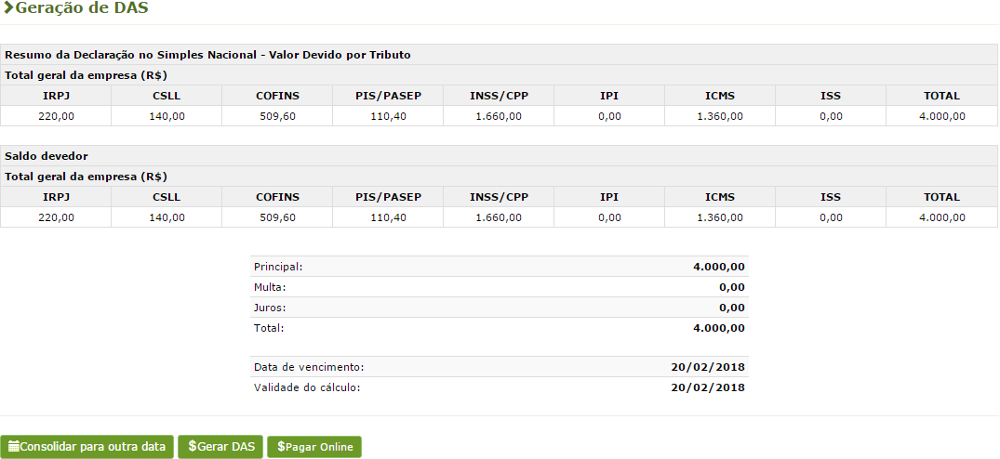 Geração de DAS
Resumo da Declaração no Simples Nacional - Valor Devido por Tributo
Total geral da empresa (R$)
IRPJ CSLL COFINS PIS/PASEP INSS/CPP IPI ICMS ISS TOTAL
220,00 140,00 509,60 110,40 1.660,00 0,00 1.360,00 0,00 4.000,00
Saldo devedor
Total geral da empresa (R$)
IRPJ CSLL COFINS PIS/PASEP INSS/CPP IPI ICMS ISS TOTAL
220,00 140,00 509,60 110,40 1.660,00 0,00 1.360,00 0,00 4.000,00
Principal: 4.000,00
Multa: 0,00
Juros: 0,00
Total: 4.000,00
Data de vencimento: 20/02/2018
Validade do cálculo: 20/02/2018
Consolidar para outra data $Gerar DAS $Pagar Online